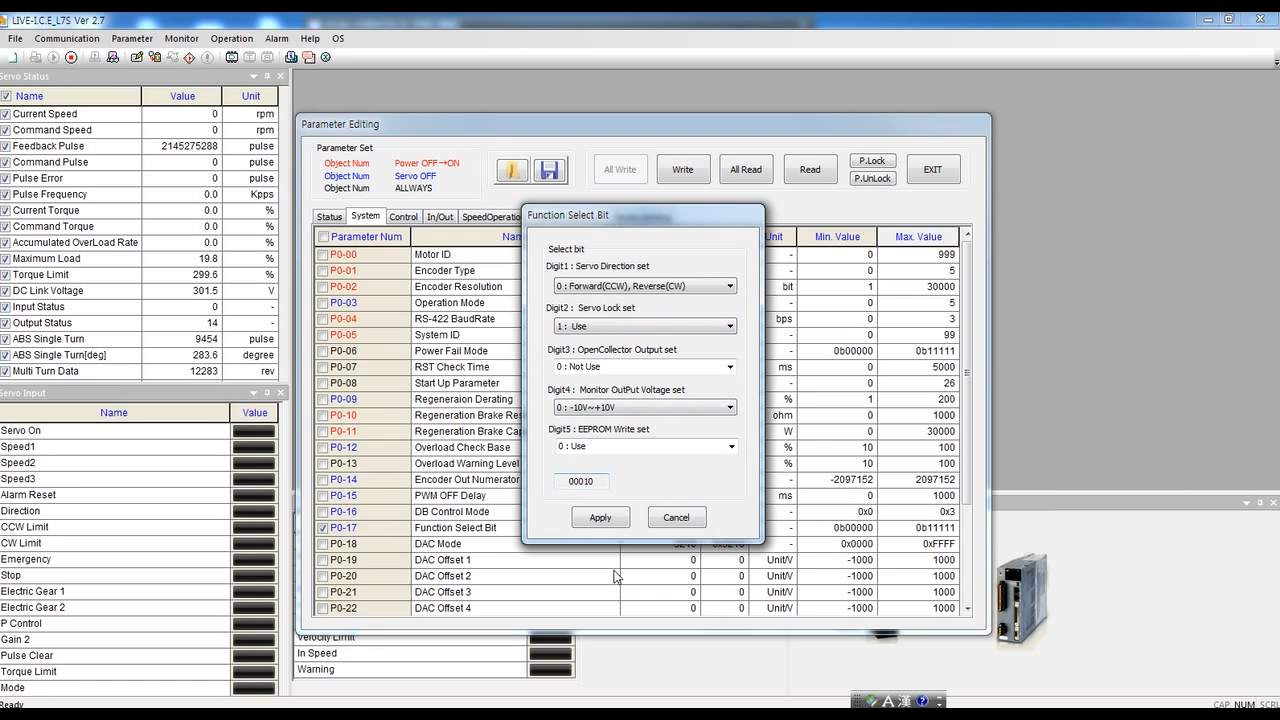 LIVE-I.C.E_L7S Ver 2.7
File Communication Parameter Monitor Operation Alarm Help OS
Servo Status
Name Value Unit
Current Speed 0 rpm
Command Speed 0 rpm
Feedback Pulse 2145275288 pulse
Command Pulse 0 pulse
Pulse Error 0 pulse
Pulse Frequency 0.0 Kpps
Current Torque 0.0 %
Command Torque 0.0 %
Accumulated OverLoad Rate 0.0 %
Maximum Load 19.8 %
Torque Limit 299.6 %
DC Link Voltage 301.5 V
Input Status 0 -
Output Status 14 -
ABS Single Turn 9454 pulse
ABS Single Turn[deg] 283.6 degree
Multi Turn Data 12283 rev
Servo Input
Name Value
Servo On
Speed1
Speed2
Speed3
Alarm Reset
Direction
CCW Limit
CW Limit
Emergency
Stop
Electric Gear 1
Electric Gear 2
P Control
Gain 2
Pulse Clear
Torque Limit
Mode
Ready
Parameter Editing
Parameter Set
Object Num Power OFF→ON
Object Num Servo OFF
Object Num ALLWAYS
All Write Write All Read Read P.Lock P.UnLock EXIT
Status System Control In/Out SpeedOperatio
Parameter Num Nam Unit Min. Value Max. Value
P0-00 Motor ID 0 999
P0-01 Encoder Type 0 5
P0-02 Encoder Resolution bit 1 30000
P0-03 Operation Mode 0 5
P0-04 RS-422 BaudRate bps 0 3
P0-05 System ID 0 99
P0-06 Power Fail Mode 0b00000 0b11111
P0-07 RST Check Time ms 0 5000
P0-08 Start Up Parameter - 0 26
P0-09 Regeneraion Derating % 1 200
P0-10 Regeneration Brake Res ohm 0 1000
P0-11 Regeneration Brake Cap W 0 30000
P0-12 Overload Check Base % 10 100
P0-13 Overload Warning Level % 10 100
P0-14 Encoder Out Numerator - -2097152 2097152
P0-15 PWM OFF Delay ms 0 1000
P0-16 DB Control Mode - 0x0 0x3
P0-17 Function Select Bit - 0b00000 0b11111
P0-18 DAC Mode - 0x0000 0xFFFF
P0-19 DAC Offset 1 0 0 Unit/V -1000 1000
P0-20 DAC Offset 2 0 0 Unit/V -1000 1000
P0-21 DAC Offset 3 0 0 Unit/V -1000 1000
P0-22 DAC Offset 4 0 0 Unit/V -1000 1000
Function Select Bit
Select bit
Digit1 : Servo Direction set
0 : Forward(CCW), Reverse(CW)
Digit2 : Servo Lock set
1 : Use
Digit3 : OpenCollector Output set
0 : Not Use
Digit4 : Monitor OutPut Voltage set
0 : -10V~+10V
Digit5 : EEPROM Write set
0 : Use
00010
Apply Cancel
Velocity Limit
In Speed
Warning
A 漢 ?
CAP NUM SCRL